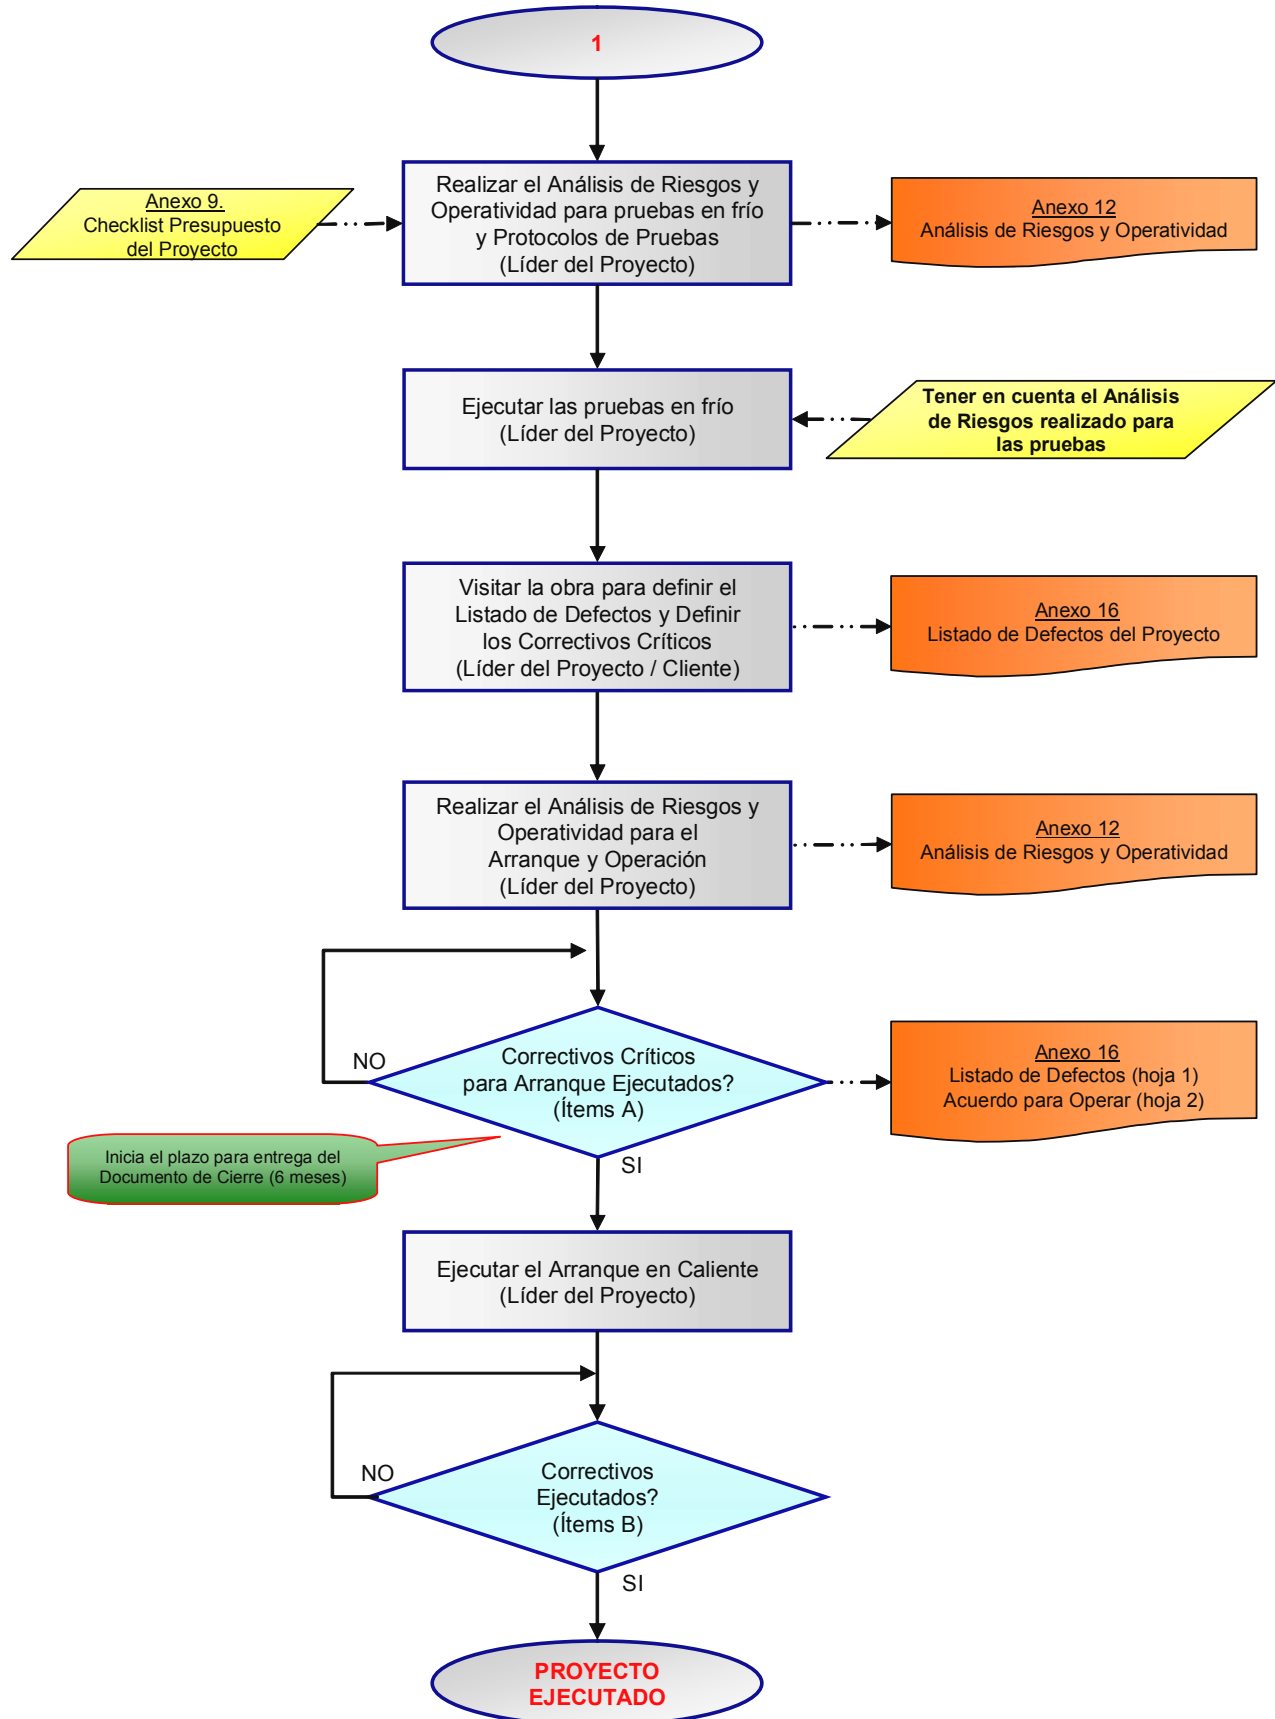 1
Anexo 9.
Checklist Presupuesto
del Proyecto
Realizar el Análisis de Riesgos y
Operatividad para pruebas en frío
y Protocolos de Pruebas
(Líder del Proyecto)
Anexo 12
Análisis de Riesgos y Operatividad
Ejecutar las pruebas en frío
(Líder del Proyecto)
Tener en cuenta el Análisis
de Riesgos realizado para
las pruebas
Visitar la obra para definir el
Listado de Defectos y Definir
los Correctivos Críticos
(Líder del Proyecto / Cliente)
Anexo 16
Listado de Defectos del Proyecto
Realizar el Análisis de Riesgos y
Operatividad para el
Arranque y Operación
(Líder del Proyecto)
Anexo 12
Análisis de Riesgos y Operatividad
NO
Correctivos Críticos
para Arranque Ejecutados?
(Ítems A)
Anexo 16
Listado de Defectos (hoja 1)
Acuerdo para Operar (hoja 2)
Inicia el plazo para entrega del
Documento de Cierre (6 meses)
SI
Ejecutar el Arranque en Caliente
(Líder del Proyecto)
NO
Correctivos
Ejecutados?
(Ítems B)
SI
PROYECTO
EJECUTADO